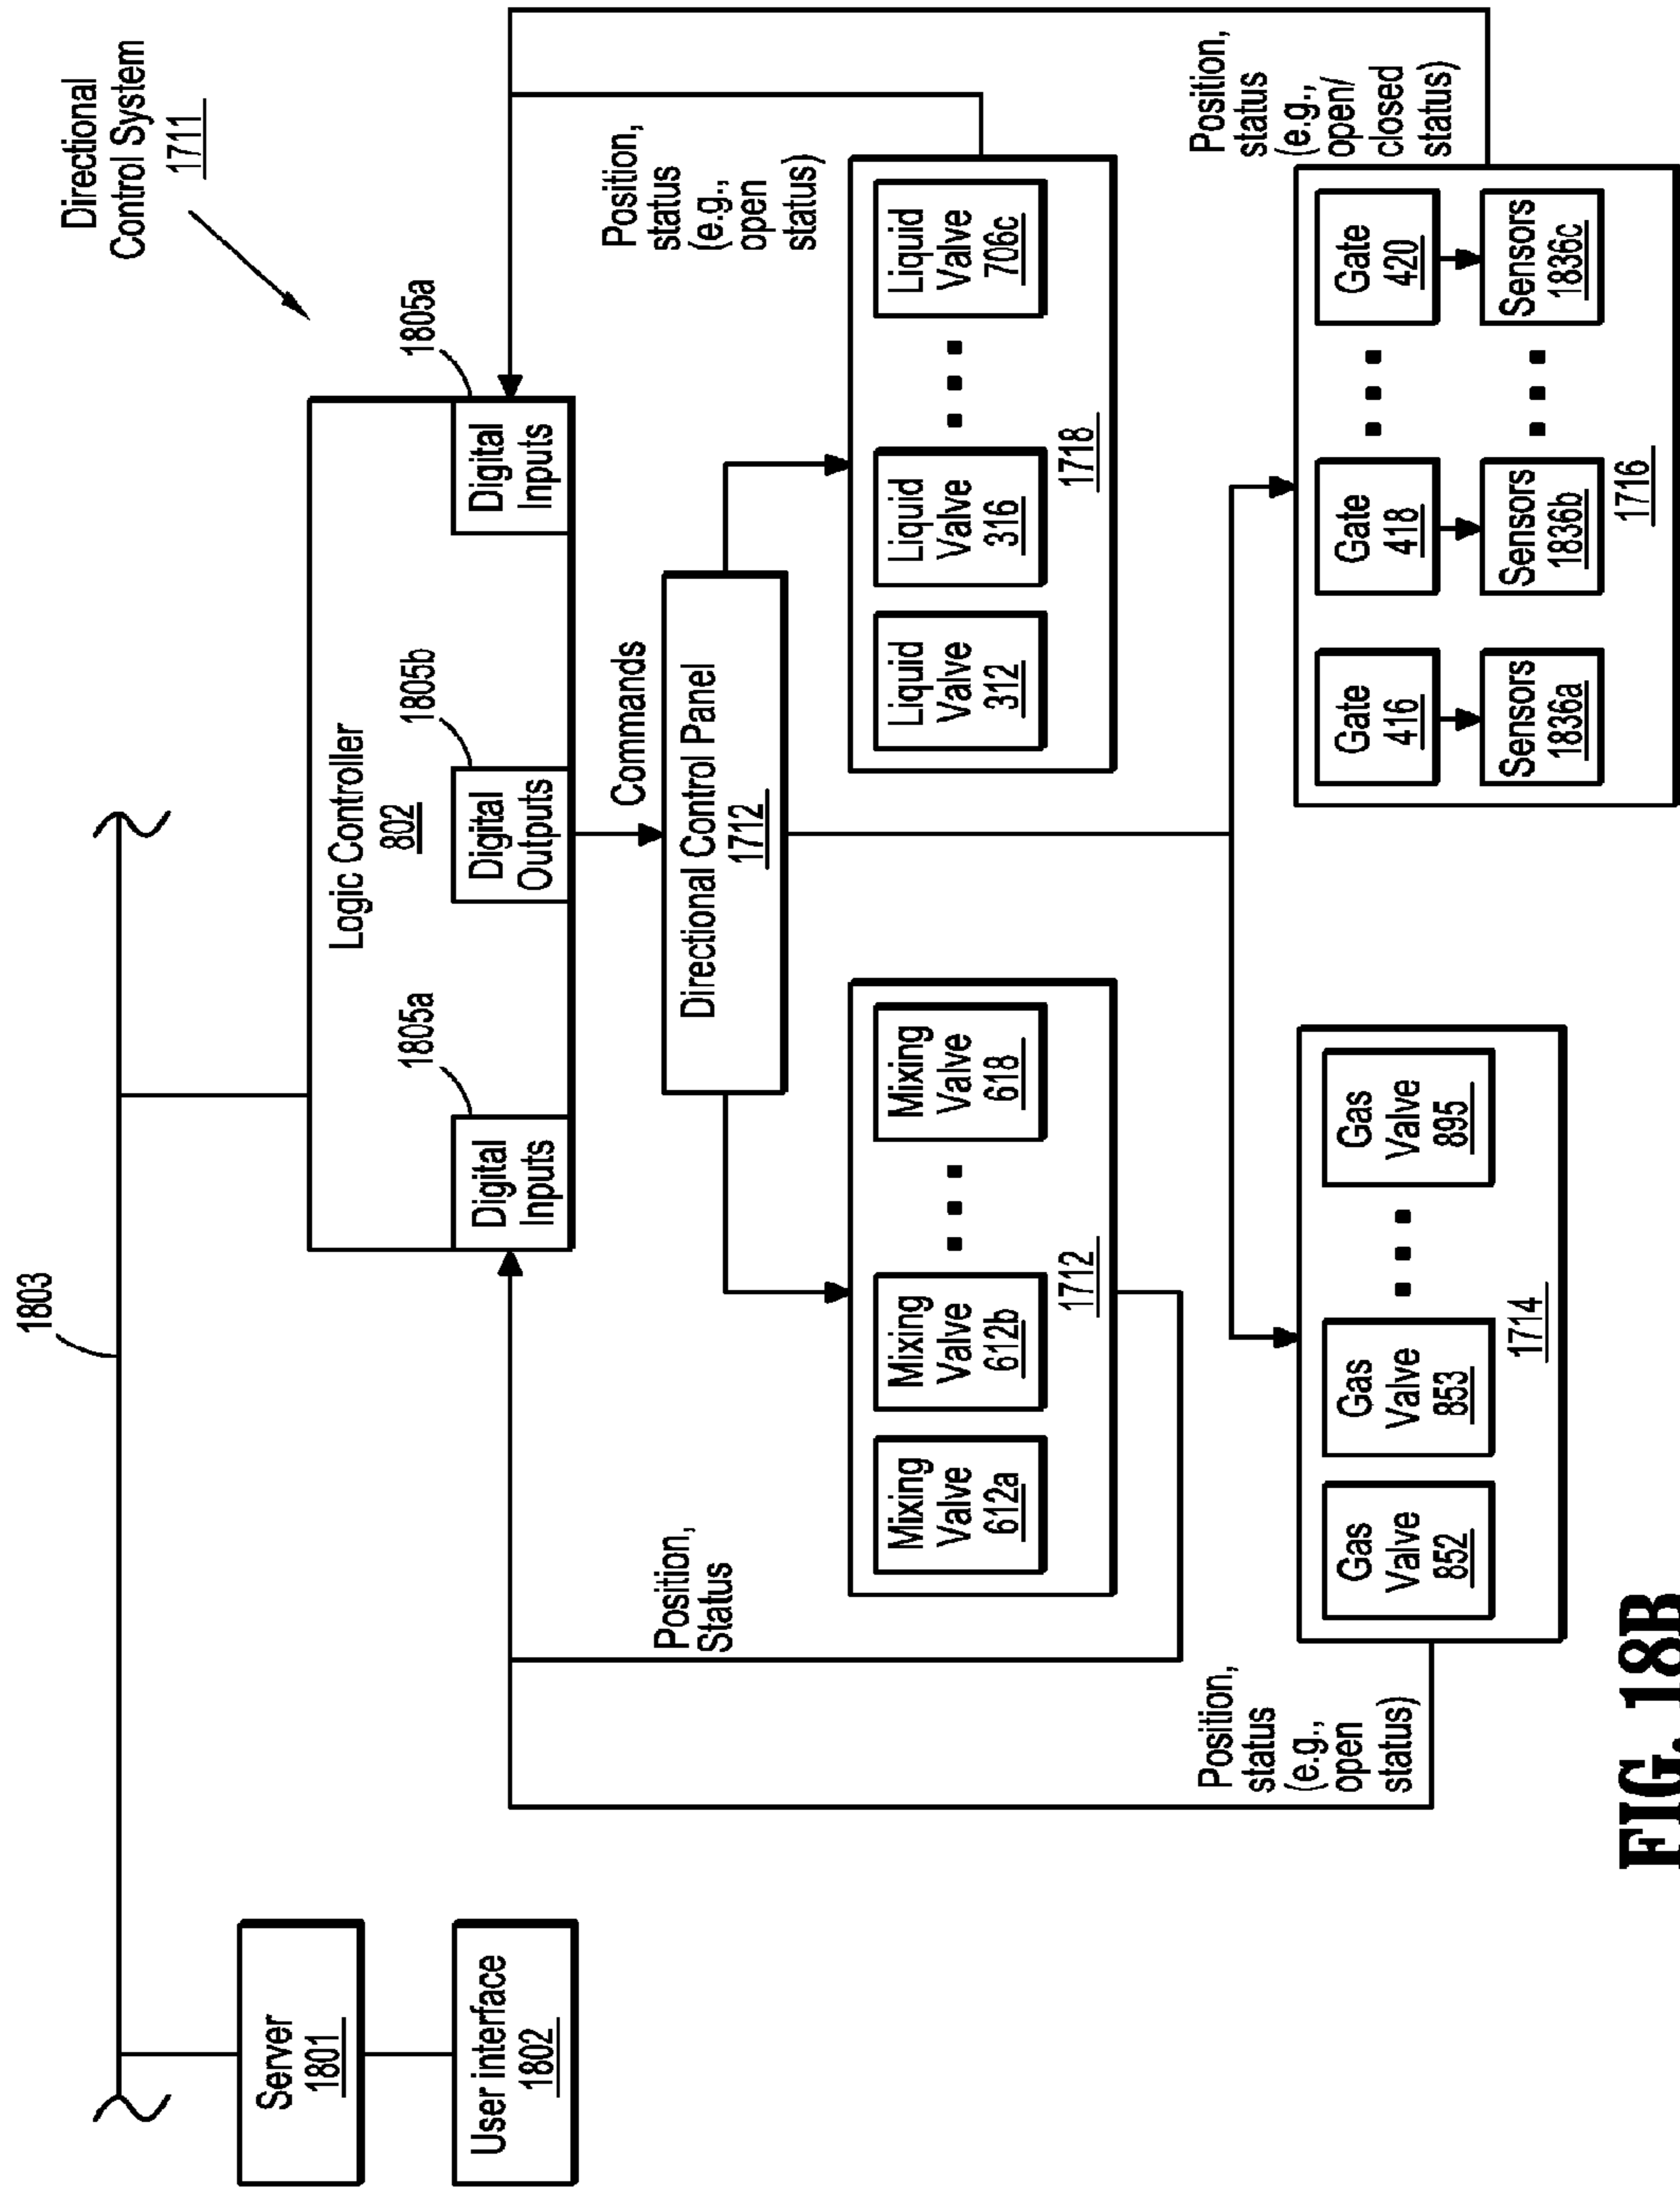 1803
Directional
Control System
1711
Server
1801
User interface
1802
Logic Controller
802
1805a
Digital
Inputs
1805b
Digital
Outputs
1805a
Digital
Inputs
Commands
Directional Control Panel
1712
Position,
Status
Position,
status
(e.g.,
open
status)
Mixing
Valve
612a
Mixing
Valve
612b
Mixing
Valve
618
1712
Liquid
Valve
312
Liquid
Valve
316
Liquid
Valve
706c
1718
Position,
status
(e.g.,
open
status)
Position,
status
(e.g.,
open/
closed
status)
Gas
Valve
852
Gas
Valve
853
Gas
Valve
895
1714
Gate
416
Gate
418
Gate
420
Sensors
1836a
Sensors
1836b
Sensors
1836c
1716
FIG. 18B